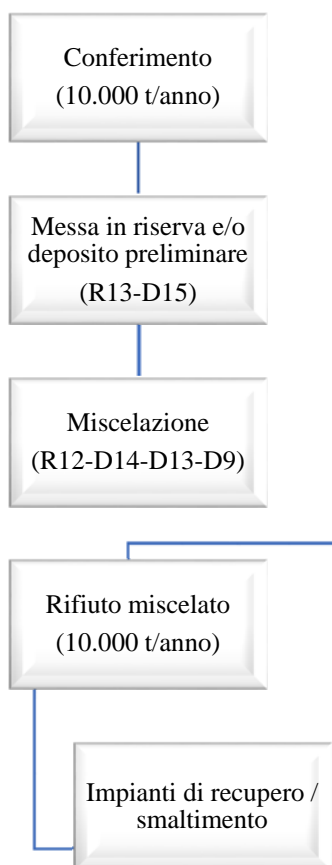 Conferimento
(10.000 t/anno)
Messa in riserva e/o
deposito preliminare
(R13-D15)
Miscelazione
(R12-D14-D13-D9)
Rifiuto miscelato
(10.000 t/anno)
Impianti di recupero /
smaltimento